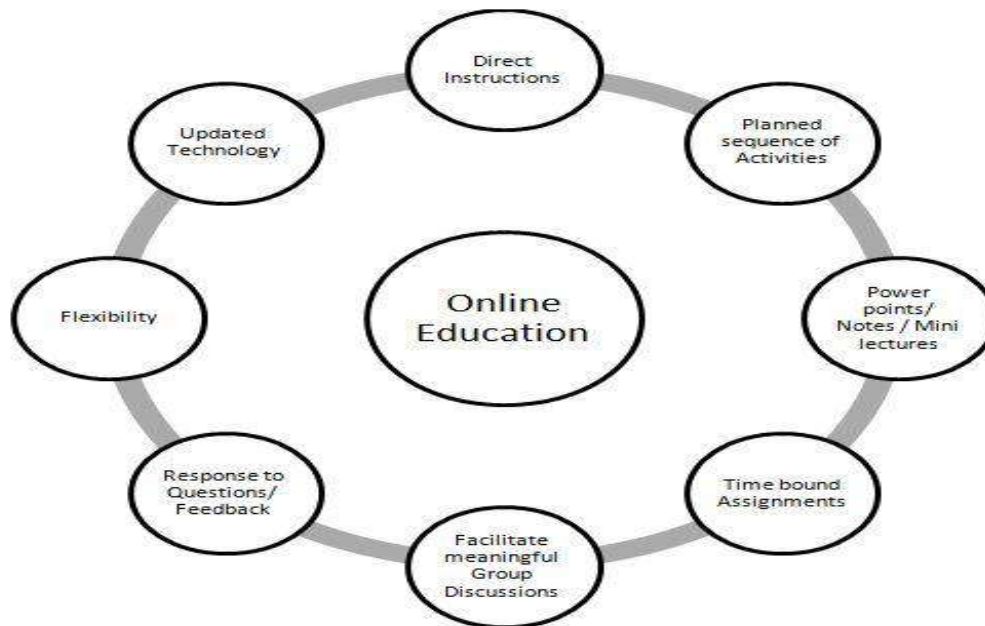 Direct
Instructions
Planned
sequence of
Activities
Power
points/
Notes / Mini
lectures
Time bound
Assignments
Facilitate
meaningful
Group
Discussions
Response to
Questions/
Feedback
Flexibility
Updated
Technology
Online
Education